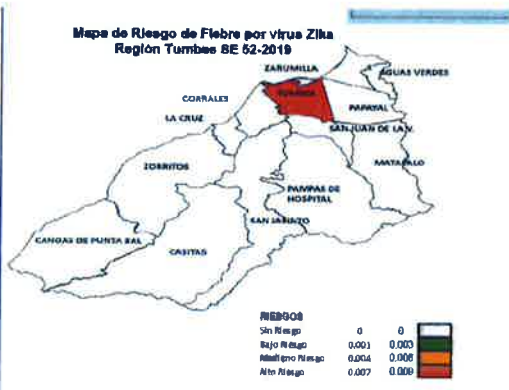 Mapa de Riesgo de Fiebre por virus Zika
Región Tumbes SE 52-2019
ZARUMILLA
AGUAS VERDES
TUMBES
CORRALES
PAPAYAL
LA CRUZ
SAN JUAN DE LA V.
MATAPALO
ZORRITOS
PAMPAS DE
HOSPITAL
SAN JACINTO
CANOAS DE PUNTA SAL
CASITAS
RIESGOS
Sin Riesgo 0 0
Bajo Riesgo 0.001 0.003
Mediano Riesgo 0.004 0.006
Alto Riesgo 0.007 0.009